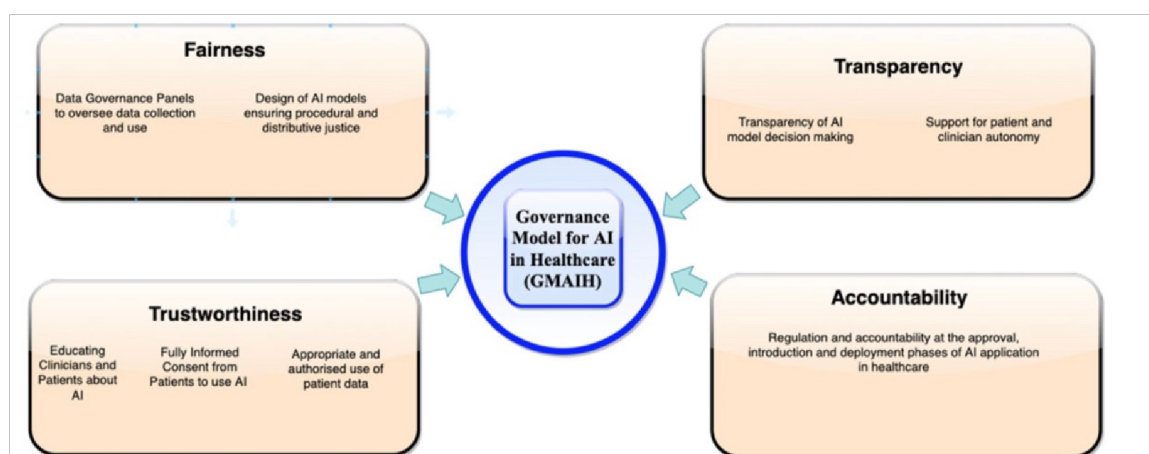 Fairness
Data Governance Panels
to oversee data collection
and use
Design of AI models
ensuring procedural and
distributive justice
Transparency
Transparency of AI
model decision making
Support for patient and
clinician autonomy
Governance
Model for AI
in Healthcare
(GMAIH)
Trustworthiness
Educating
Clinicians and
Patients about
AI
Fully Informed
Consent from
Patients to use AI
Appropriate and
authorised use of
patient data
Accountability
Regulation and accountability at the approval,
introduction and deployment phases of AI application
in healthcare